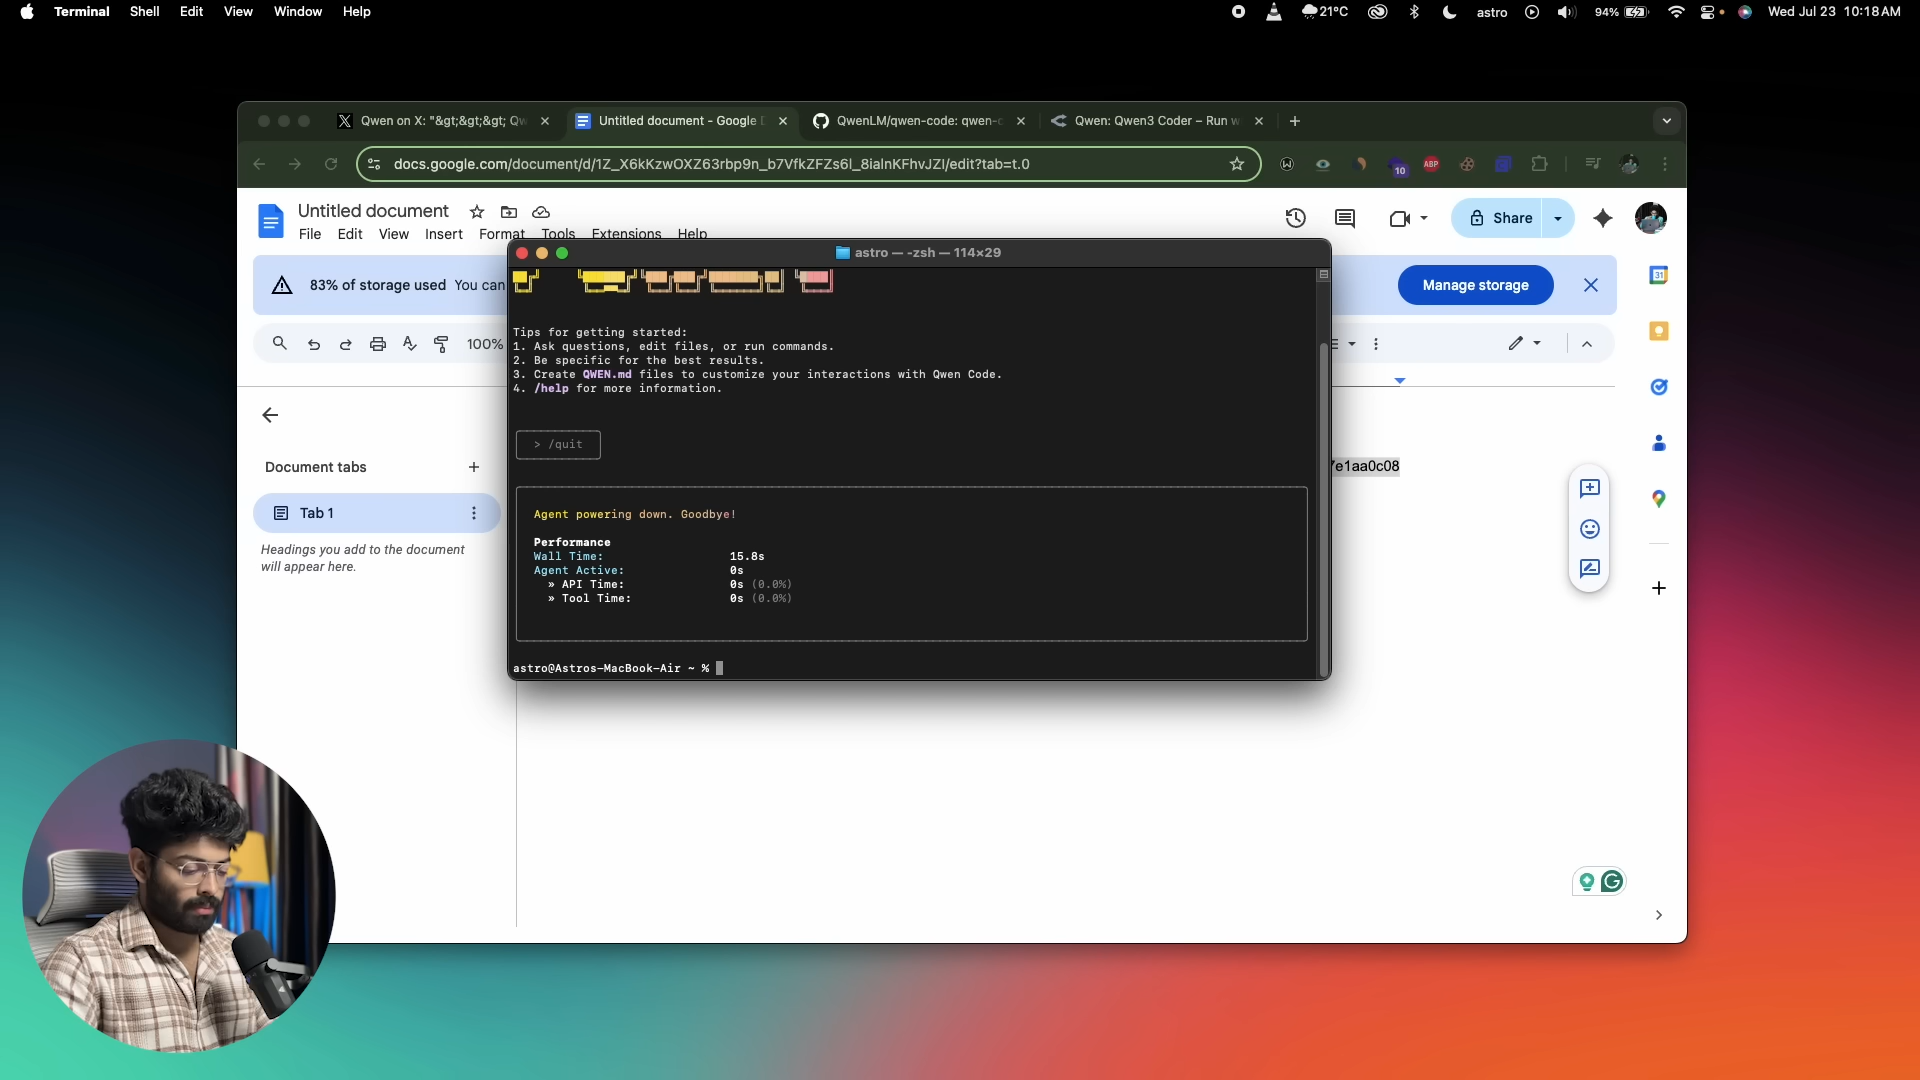 Terminal Shell Edit View Window Help
21°C astro 94% Wed Jul 23 10:18 AM
Qwen on X: "&gt;&gt;&gt; Qw
Untitled document - Google D
QwenLM/qwen-code: qwen-c
Qwen: Qwen3 Coder – Run w
docs.google.com/document/d/1Z_X6kKzwOXZ63rbp9n_b7VfkZFZs6l_8ialnKFhvJZI/edit?tab=t.0
10
ABP
Untitled document
File Edit View Insert Format Tools Extensions Help
Share
astro — -zsh — 114×29
83% of storage used You can
Manage storage
31
100%
Tips for getting started:
1. Ask questions, edit files, or run commands.
2. Be specific for the best results.
3. Create QWEN.md files to customize your interactions with Qwen Code.
4. /help for more information.
> /quit
Document tabs
7e1aa0c08
Tab 1
Headings you add to the document
will appear here.
Agent powering down. Goodbye!
Performance
Wall Time: 15.8s
Agent Active: 0s
» API Time: 0s (0.0%)
» Tool Time: 0s (0.0%)
astro@Astros-MacBook-Air ~ %